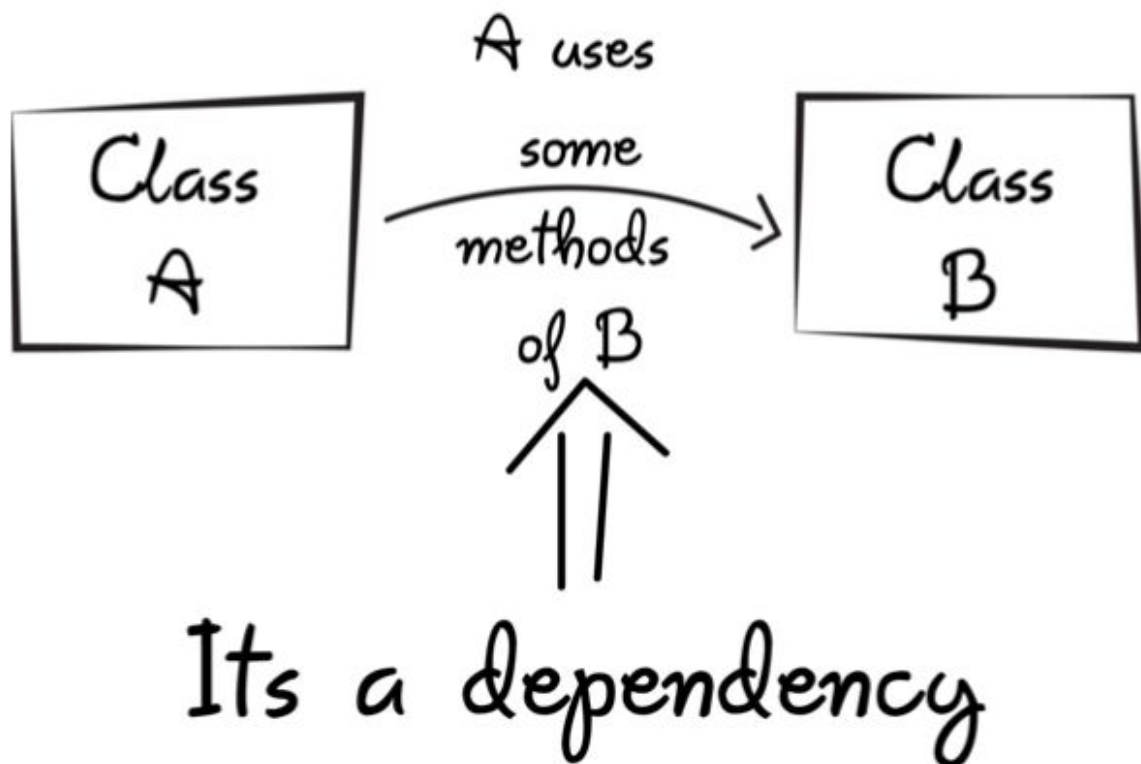 Class
A
A uses
some
methods
of B
Class
B
Its a dependency